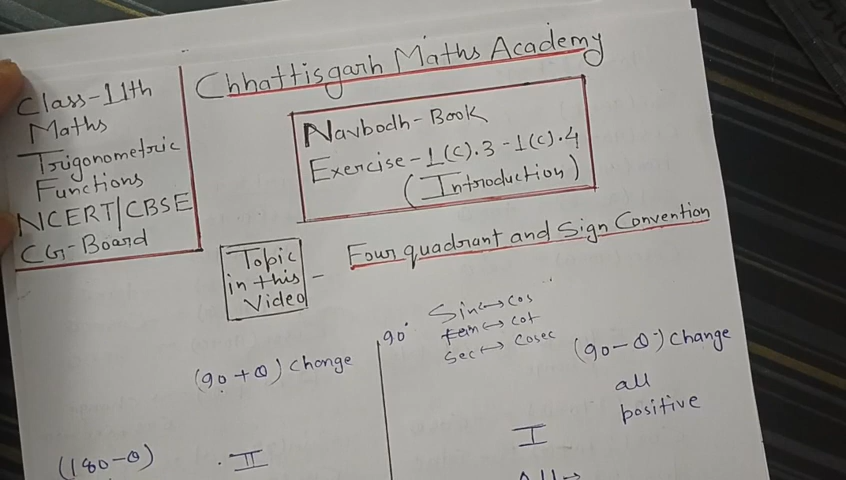 Chhattisgarh Maths Academy
Class-11th
Maths
Trigonometric
Functions
NCERT/CBSE
CG-Board
Navbodh-Book
Exercise-1(C).3-1(C).4
(Introduction)
Topic
in this
Video
- Four quadrant and Sign Convention
90°
Sin↔Cos
tan↔cot
Sec↔Cosec
(90+θ) Change
(90-θ) Change
all
positive
(180-θ)
II
I